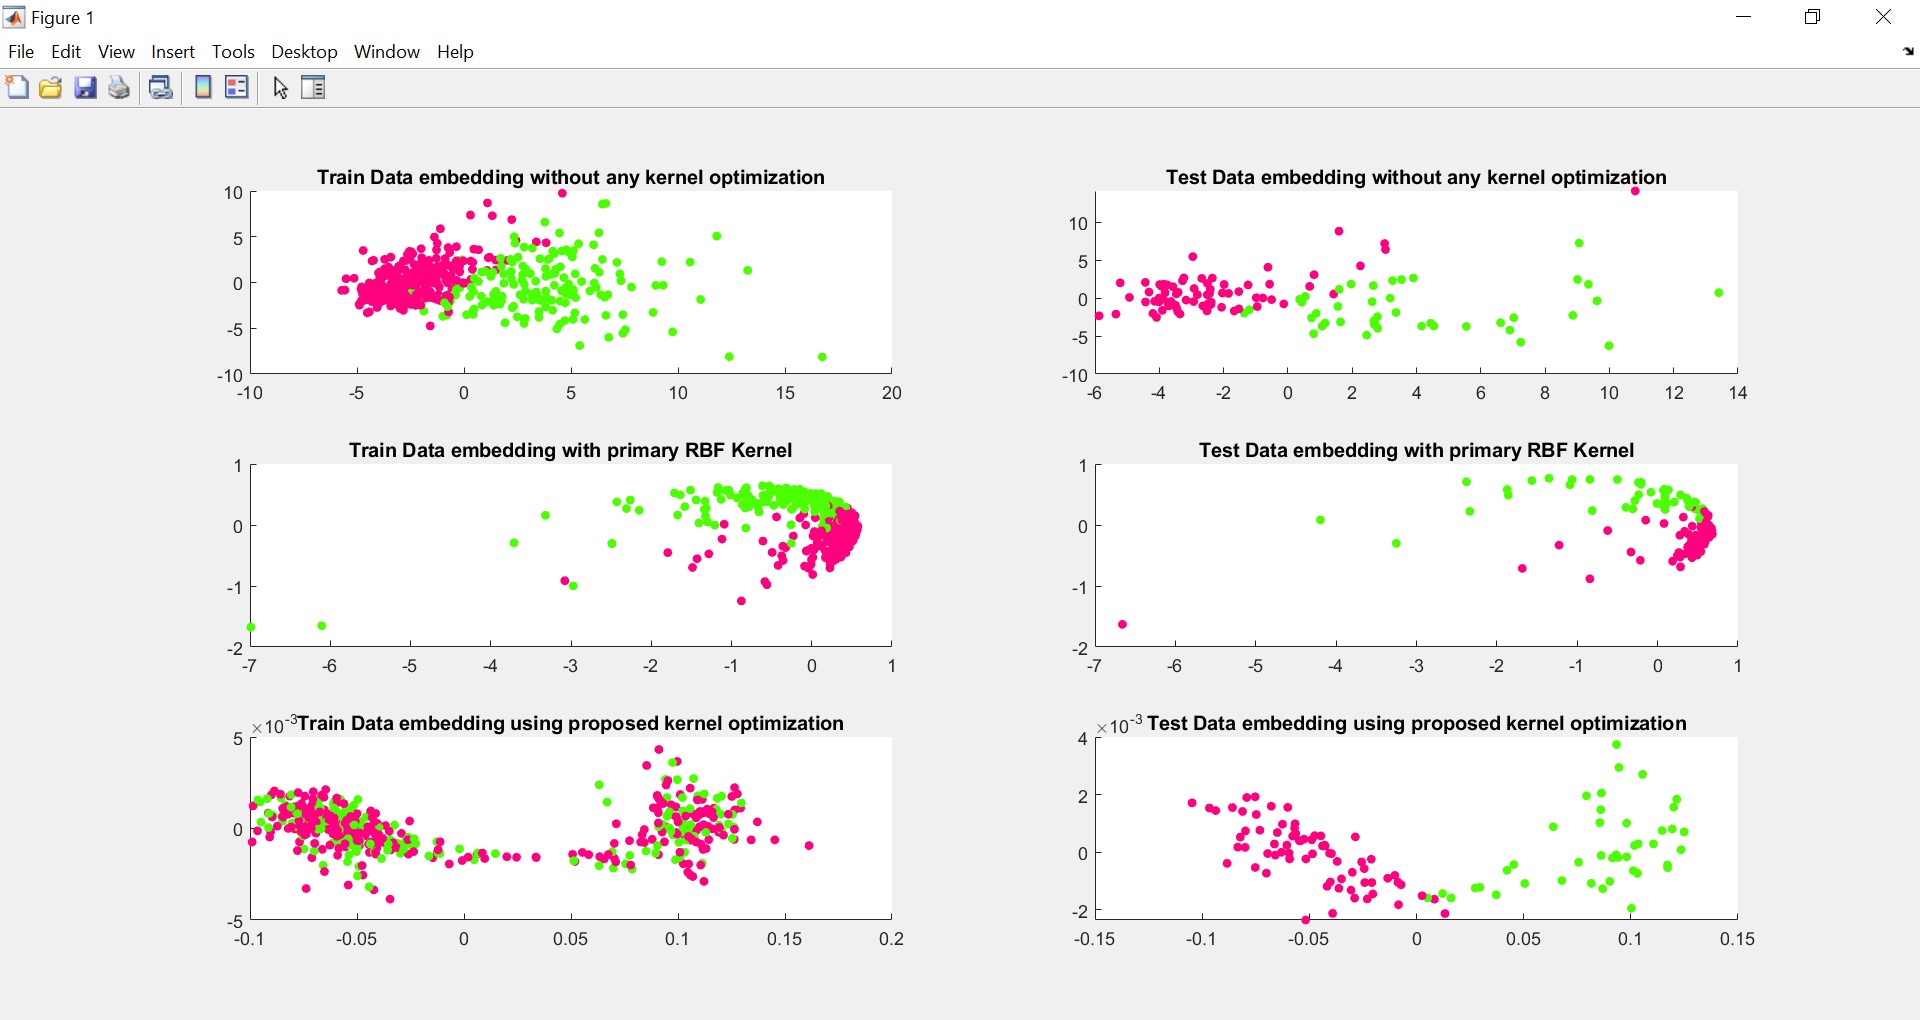 Figure 1
File Edit View Insert Tools Desktop Window Help
Train Data embedding without any kernel optimization
10
5
0
-5
-10
-10 -5 0 5 10 15 20
Test Data embedding without any kernel optimization
10
5
0
-5
-10
-6 -4 -2 0 2 4 6 8 10 12 14
Train Data embedding with primary RBF Kernel
1
0
-1
-2
-7 -6 -5 -4 -3 -2 -1 0 1
Test Data embedding with primary RBF Kernel
1
0
-1
-2
-7 -6 -5 -4 -3 -2 -1 0 1
×10⁻³ Train Data embedding using proposed kernel optimization
5
0
-5
-0.1 -0.05 0 0.05 0.1 0.15 0.2
×10⁻³ Test Data embedding using proposed kernel optimization
4
2
0
-2
-0.15 -0.1 -0.05 0 0.05 0.1 0.15